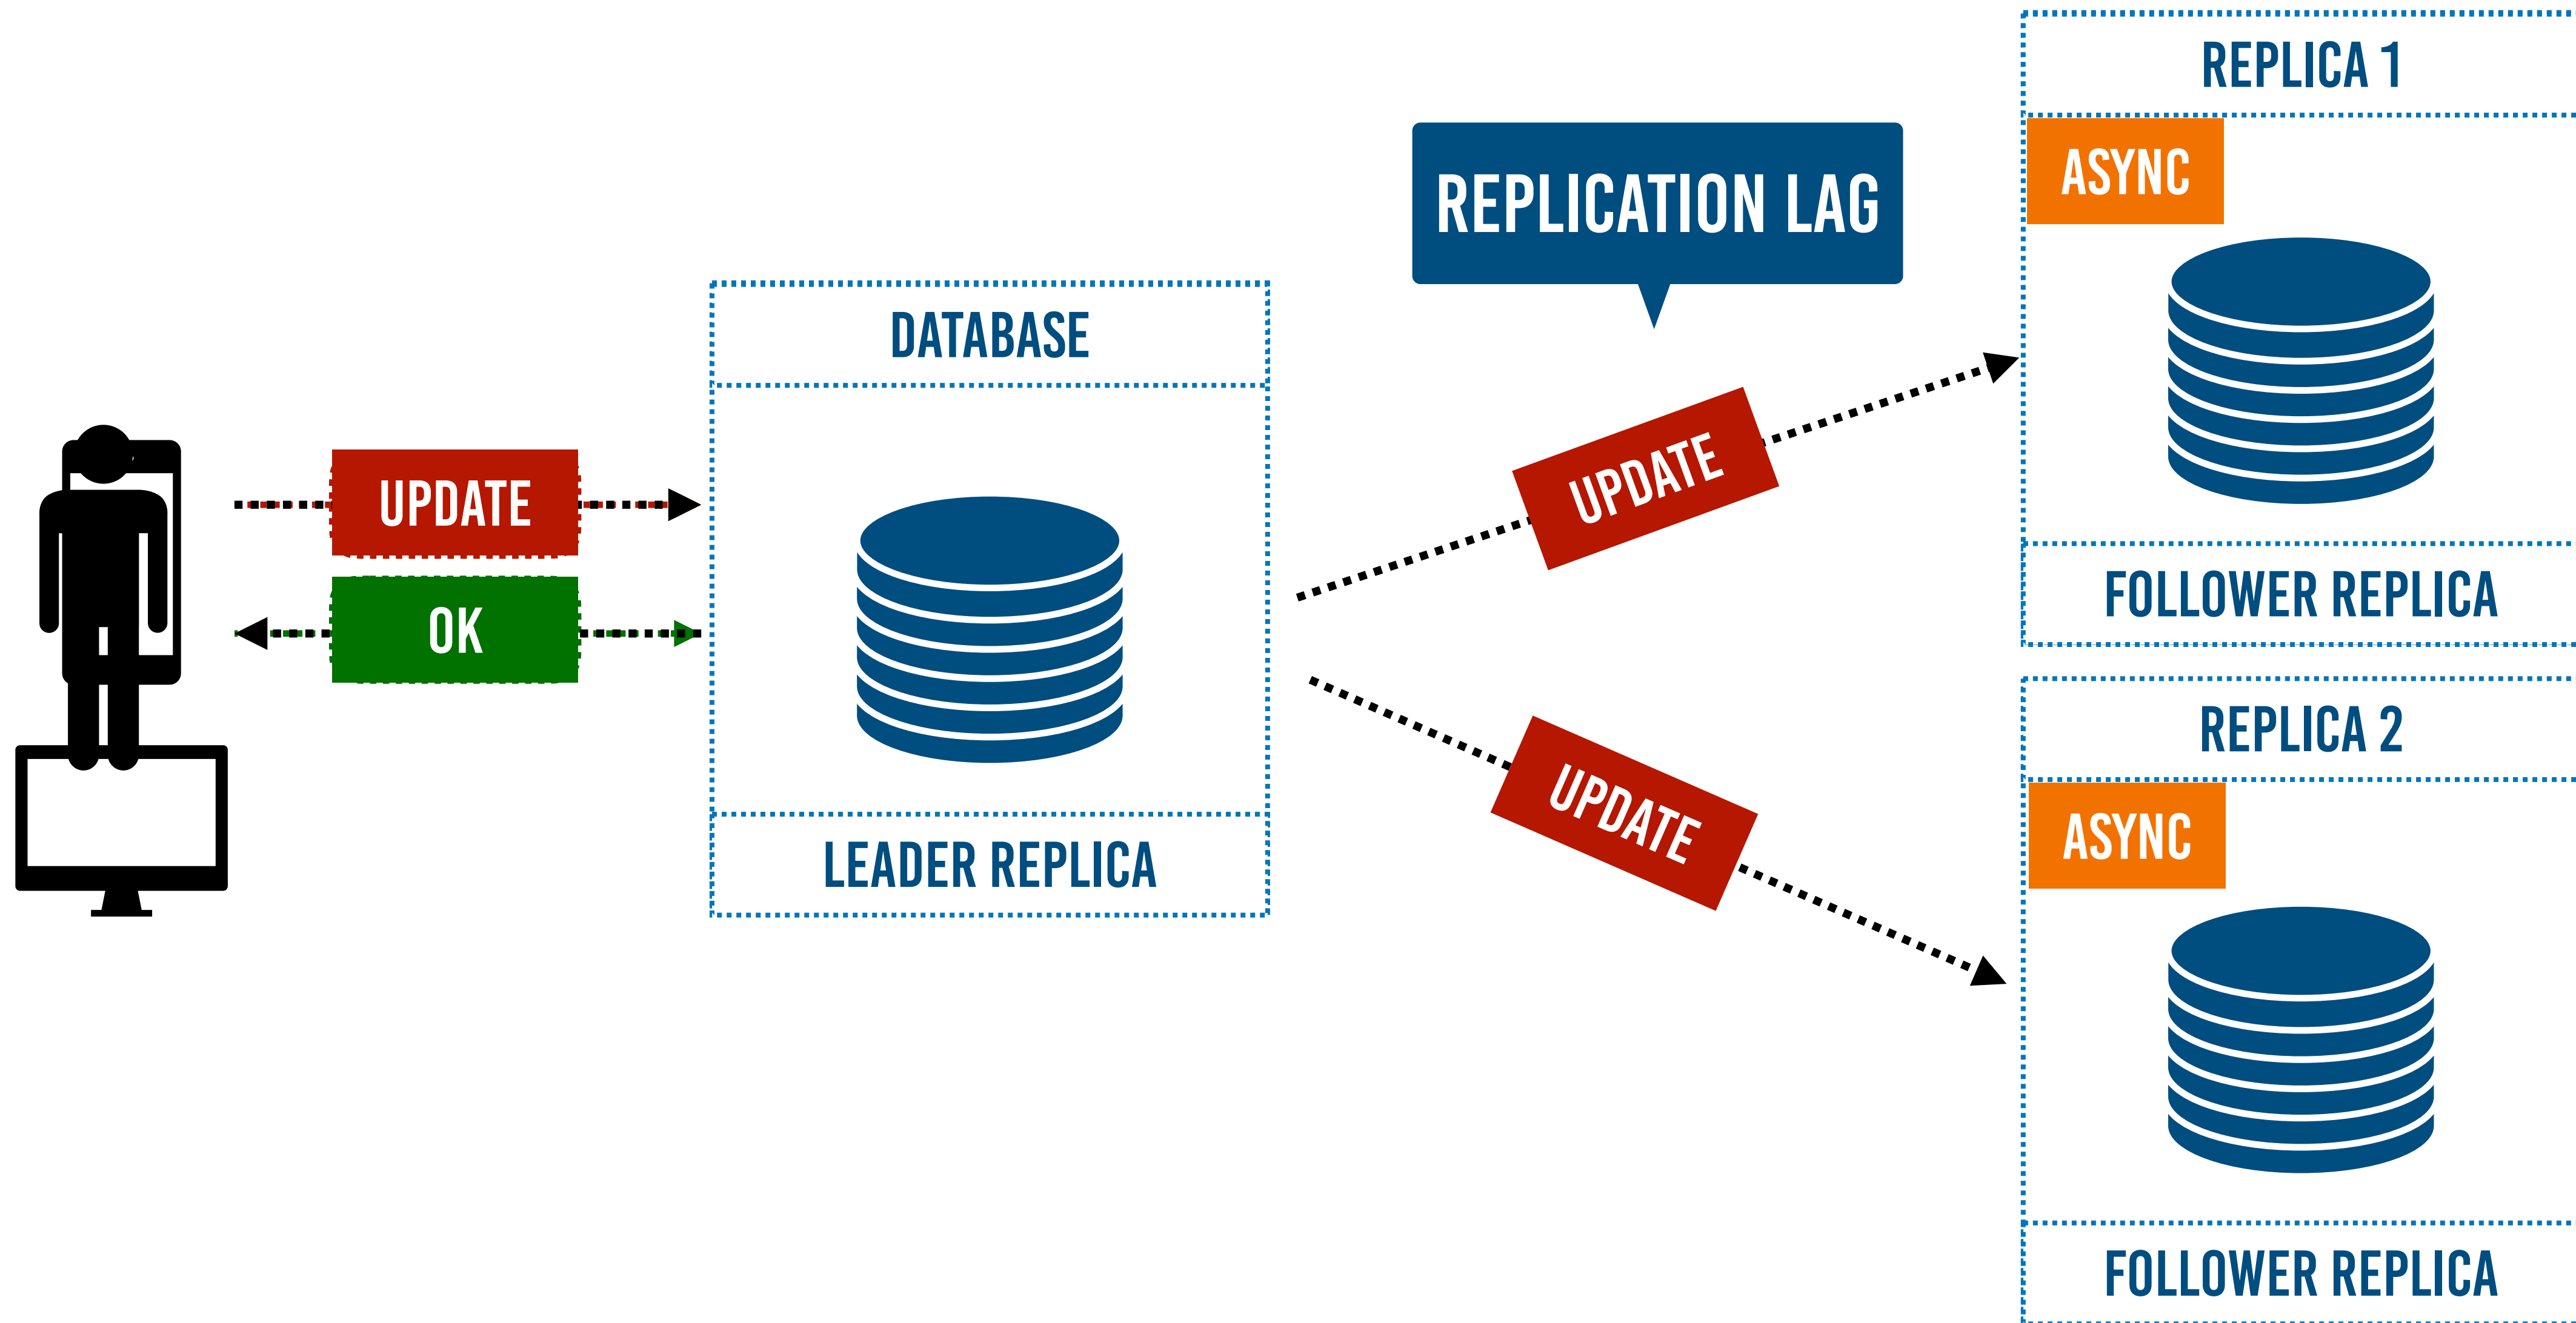 UPDATE
OK
DATABASE
LEADER REPLICA
REPLICATION LAG
UPDATE
UPDATE
REPLICA 1
ASYNC
FOLLOWER REPLICA
REPLICA 2
ASYNC
FOLLOWER REPLICA